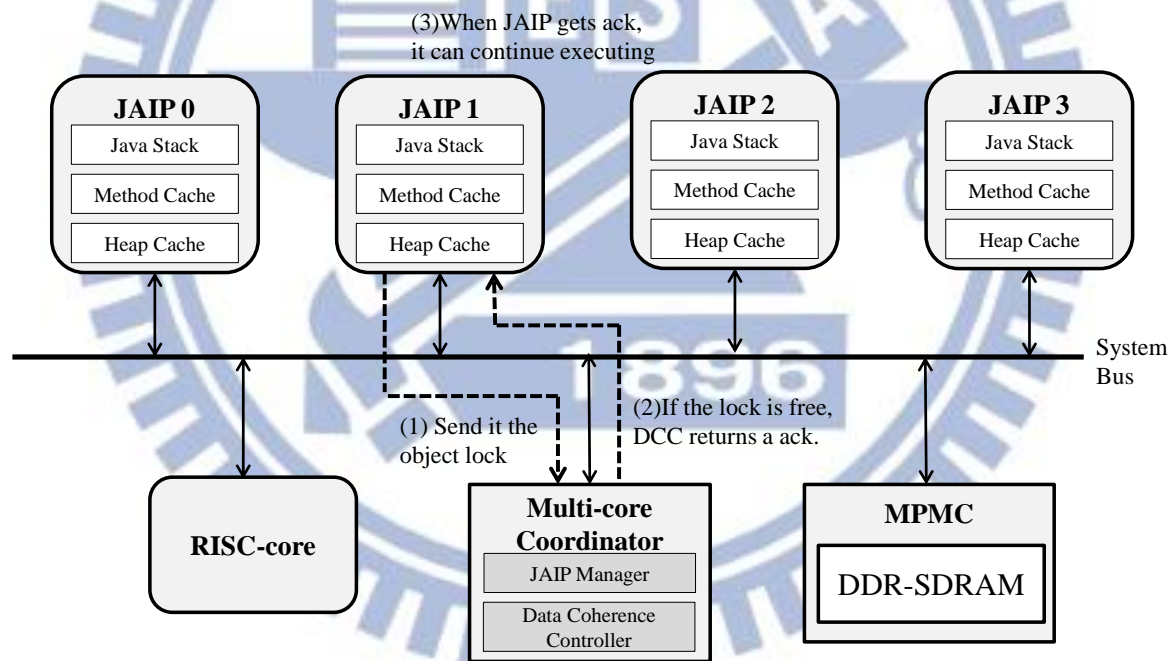 (3)When JAIP gets ack,
it can continue executing
JAIP 0
Java Stack
Method Cache
Heap Cache
JAIP 1
Java Stack
Method Cache
Heap Cache
JAIP 2
Java Stack
Method Cache
Heap Cache
JAIP 3
Java Stack
Method Cache
Heap Cache
System
Bus
1896
(1) Send it the
object lock
(2)If the lock is free,
DCC returns a ack.
RISC-core
Multi-core
Coordinator
JAIP Manager
Data Coherence
Controller
MPMC
DDR-SDRAM